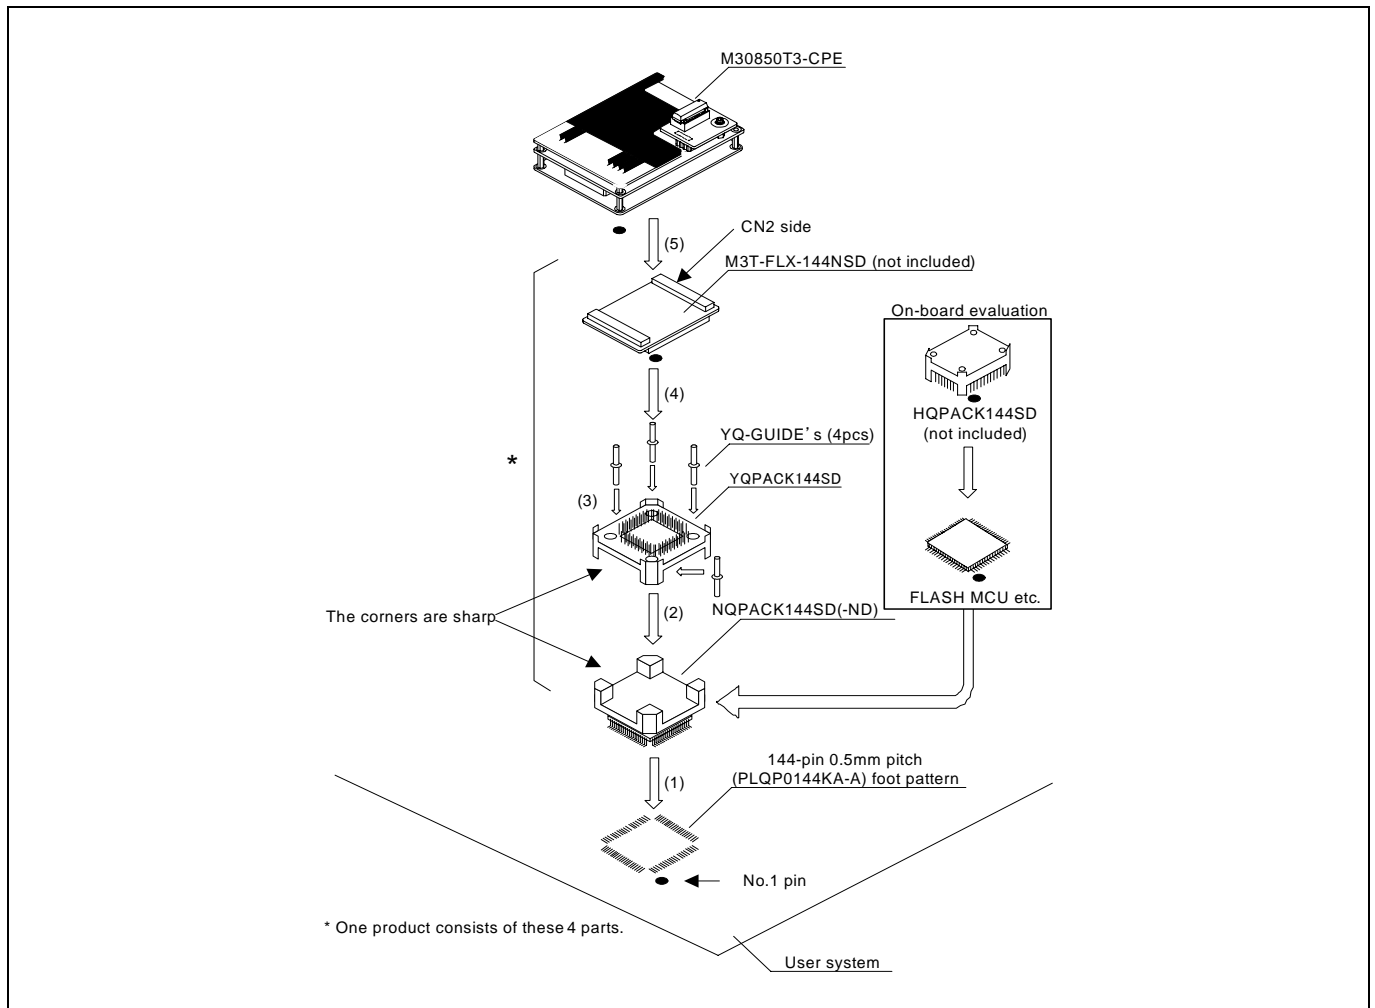 M30850T3-CPE
CN2 side
(5)
M3T-FLX-144NSD (not included)
On-board evaluation
(4)
HQPACK144SD
(not included)
YQ-GUIDE's (4pcs)
*
YQPACK144SD
(3)
FLASH MCU etc.
NQPACK144SD(-ND)
(2)
The corners are sharp
144-pin 0.5mm pitch
(PLQP0144KA-A) foot pattern
(1)
No.1 pin
* One product consists of these 4 parts.
User system